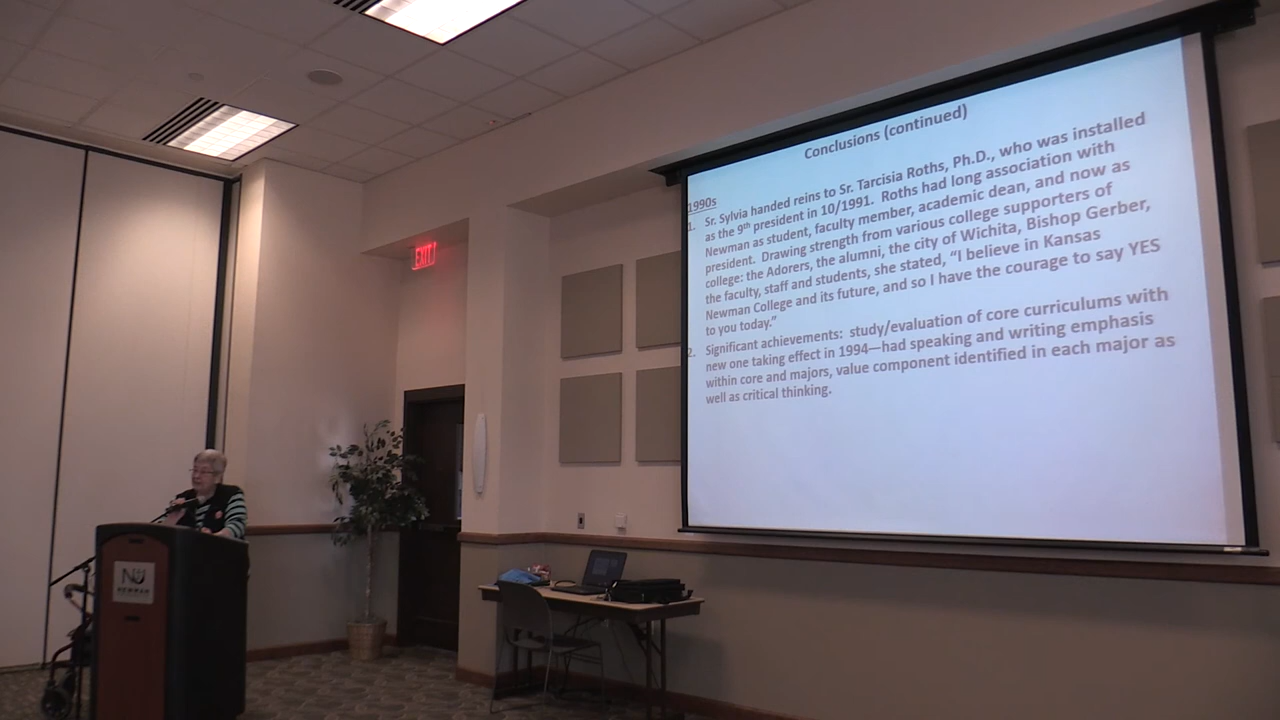 Conclusions (continued)
1990s
1. Sr. Sylvia handed reins to Sr. Tarcisia Roths, Ph.D., who was installed
as the 9th president in 10/1991. Roths had long association with
Newman as student, faculty member, academic dean, and now as
president. Drawing strength from various college supporters of
college: the Adorers, the alumni, the city of Wichita, Bishop Gerber,
the faculty, staff and students, she stated, “I believe in Kansas
Newman College and its future, and so I have the courage to say YES
to you today.”
2. Significant achievements: study/evaluation of core curriculums with
new one taking effect in 1994—had speaking and writing emphasis
within core and majors, value component identified in each major as
well as critical thinking.
EXIT
NU
NEWMAN